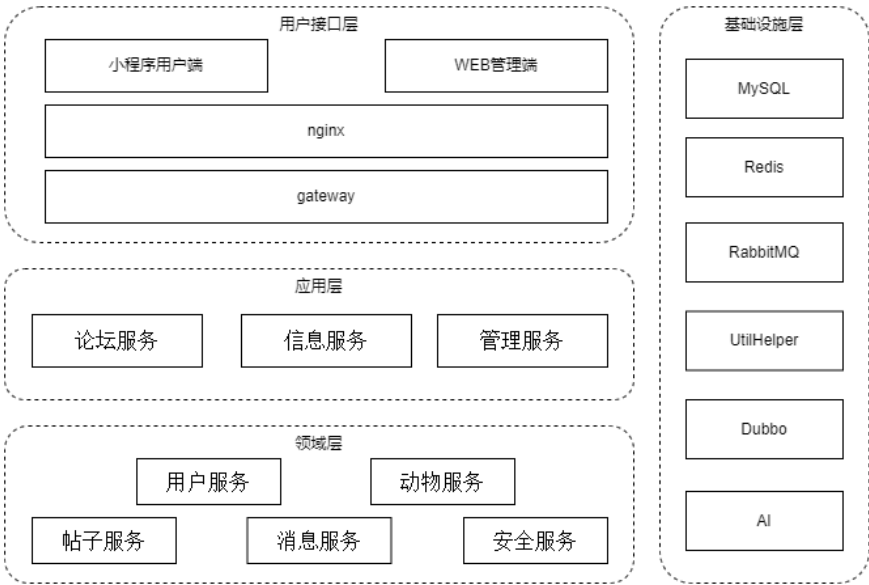 用户接口层
小程序用户端
WEB管理端
nginx
gateway
应用层
论坛服务
信息服务
管理服务
领域层
用户服务
动物服务
帖子服务
消息服务
安全服务
基础设施层
MySQL
Redis
RabbitMQ
UtilHelper
Dubbo
AI